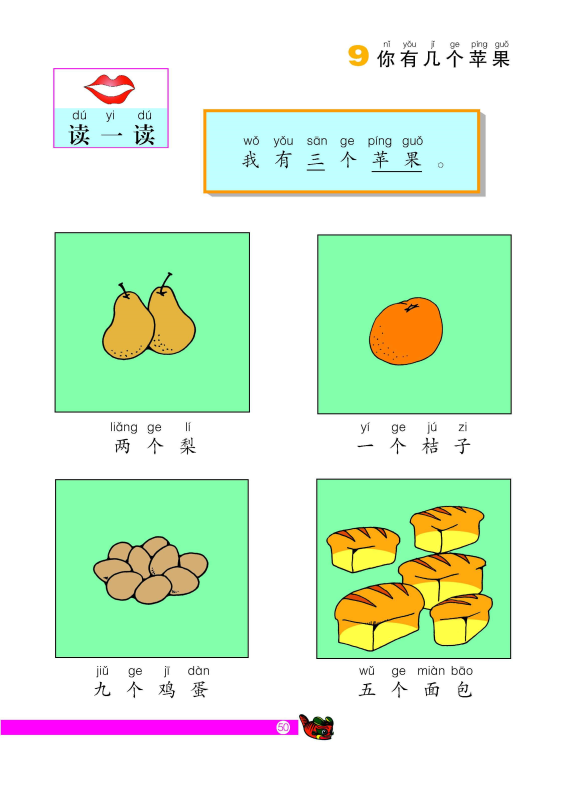 nǐ yǒu jǐ ge píng guǒ
9 你有几个苹果
dú yi dú
读一读
wǒ yǒu sān ge píng guǒ
我有三个苹果。
liǎng ge lí
两个梨
yí ge jú zi
一个桔子
jiǔ ge jī dàn
九个鸡蛋
wǔ ge miàn bāo
五个面包
50